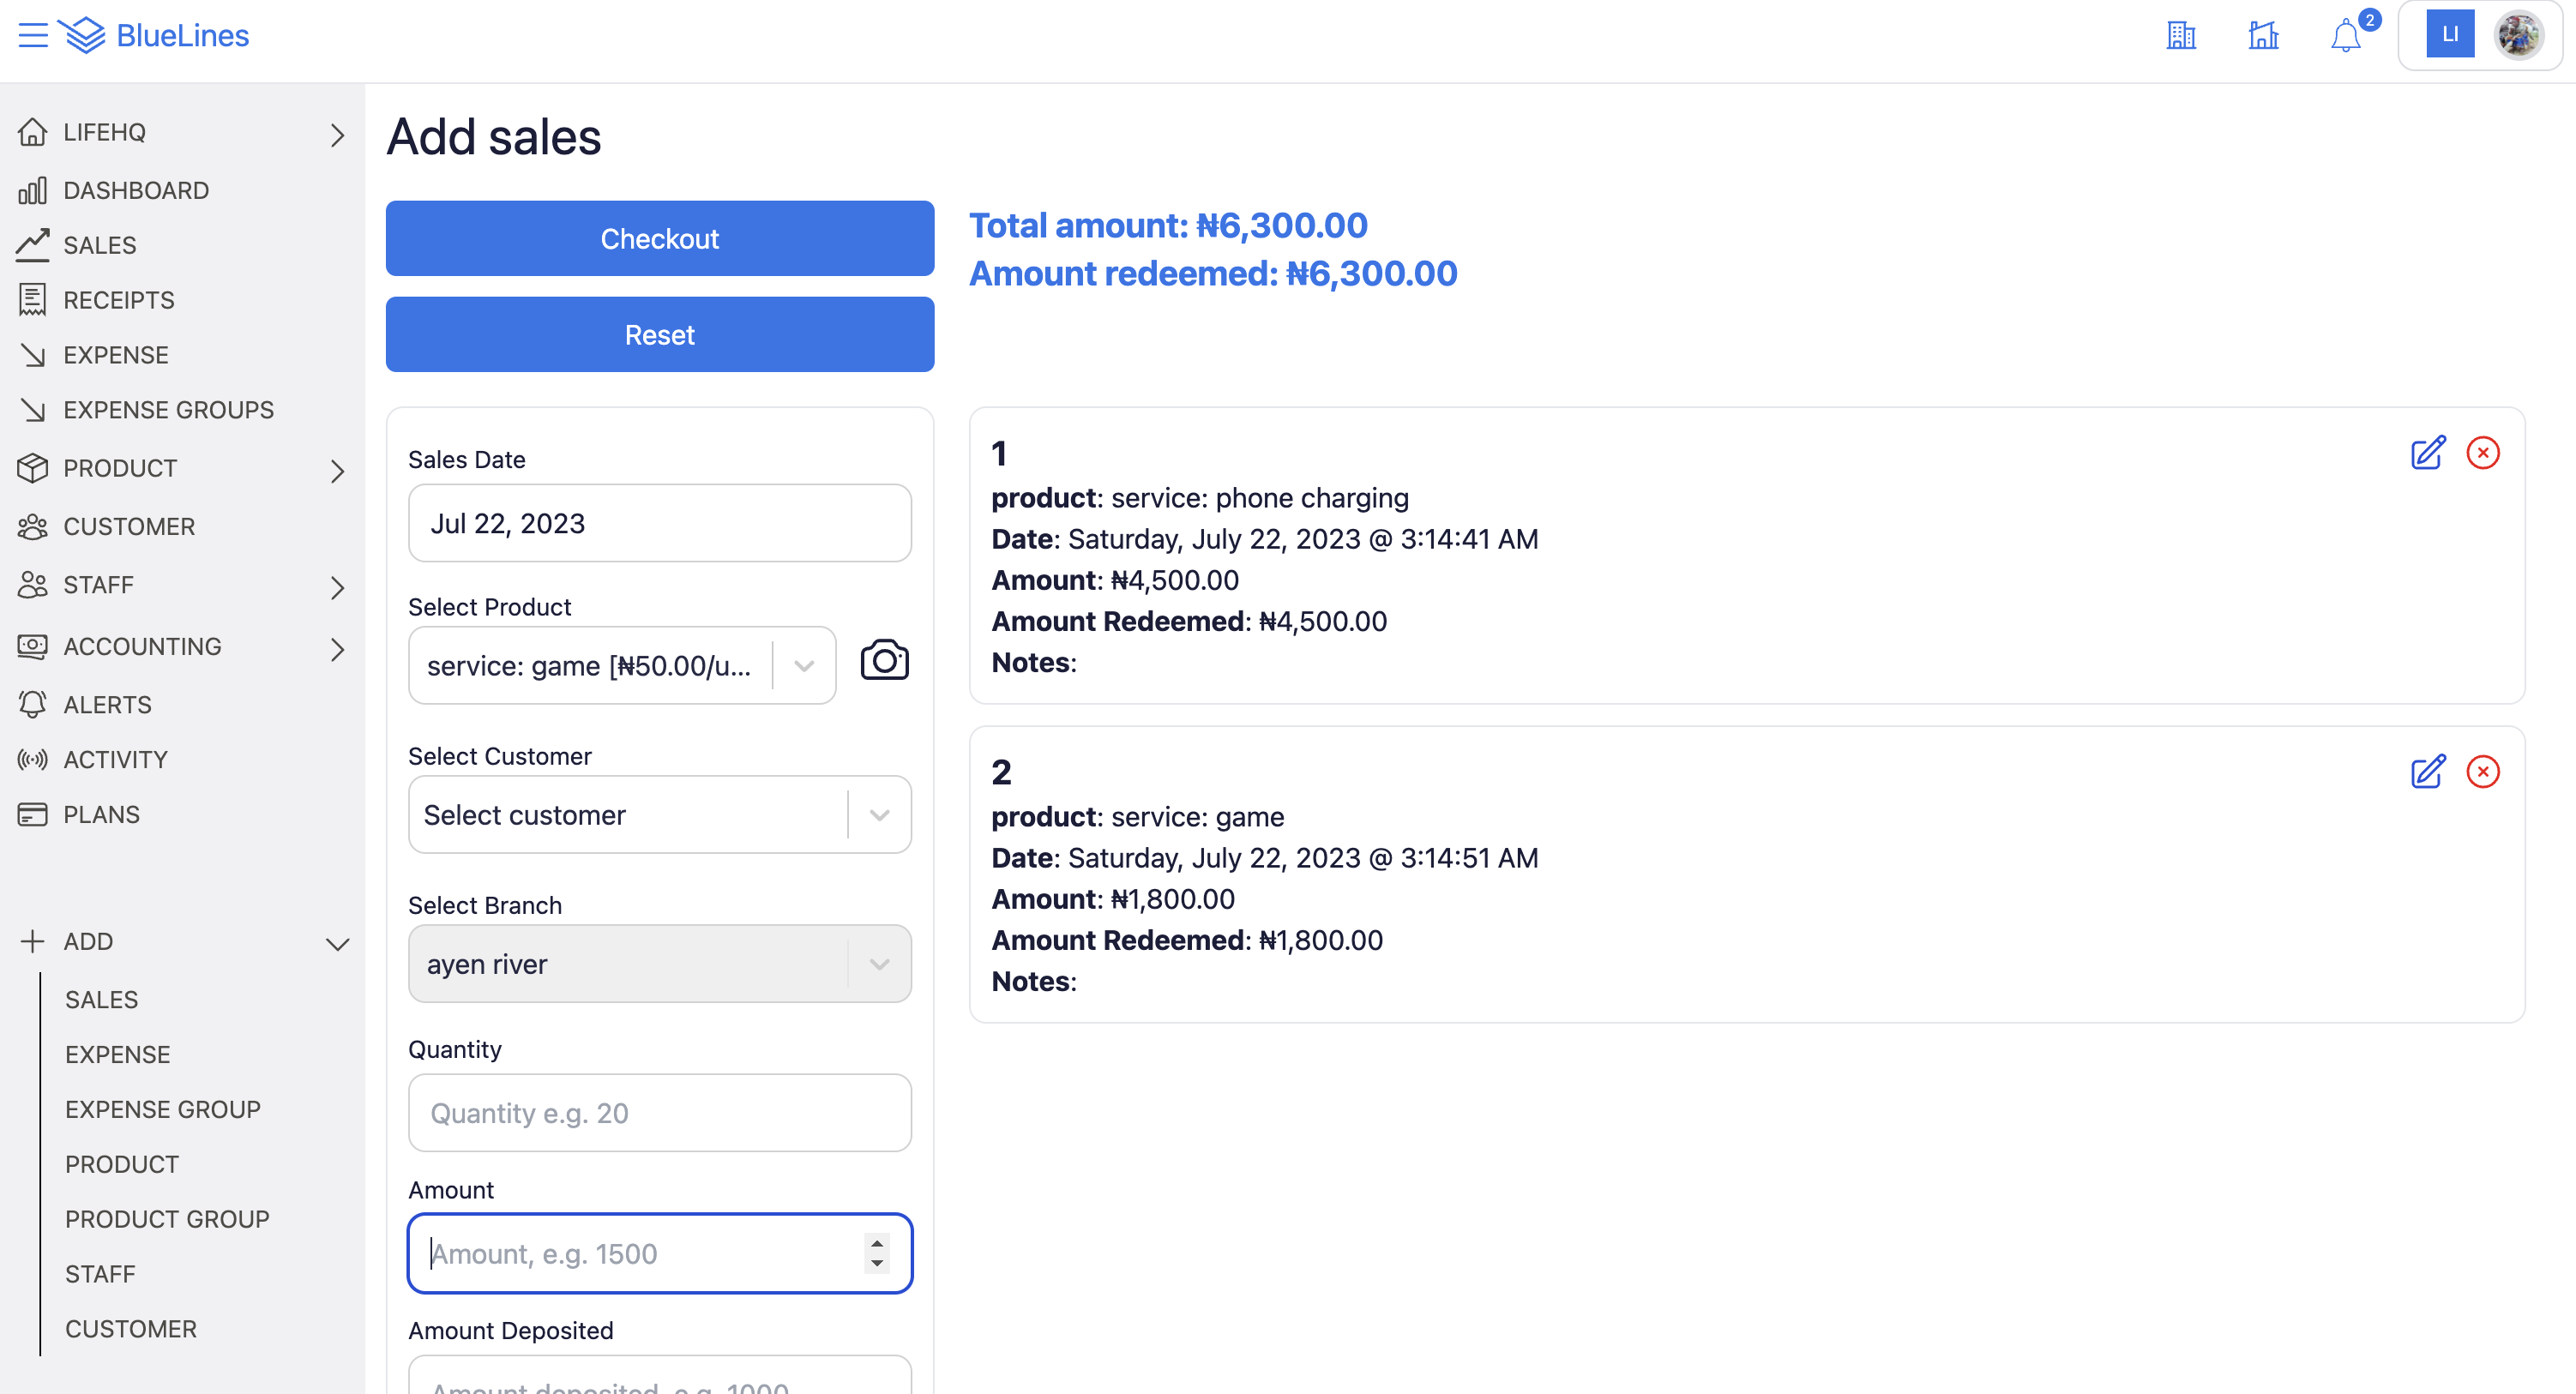 BlueLines
2
LI
LIFEHQ
DASHBOARD
SALES
RECEIPTS
EXPENSE
EXPENSE GROUPS
PRODUCT
CUSTOMER
STAFF
ACCOUNTING
ALERTS
ACTIVITY
PLANS
ADD
SALES
EXPENSE
EXPENSE GROUP
PRODUCT
PRODUCT GROUP
STAFF
CUSTOMER
Add sales
Checkout
Reset
Total amount: ₦6,300.00
Amount redeemed: ₦6,300.00
Sales Date
Jul 22, 2023
Select Product
service: game [₦50.00/u...
Select Customer
Select customer
Select Branch
ayen river
Quantity
Quantity e.g. 20
Amount
Amount, e.g. 1500
Amount Deposited
Amount deposited, e.g. 1000
1
product: service: phone charging
Date: Saturday, July 22, 2023 @ 3:14:41 AM
Amount: ₦4,500.00
Amount Redeemed: ₦4,500.00
Notes:
2
product: service: game
Date: Saturday, July 22, 2023 @ 3:14:51 AM
Amount: ₦1,800.00
Amount Redeemed: ₦1,800.00
Notes: